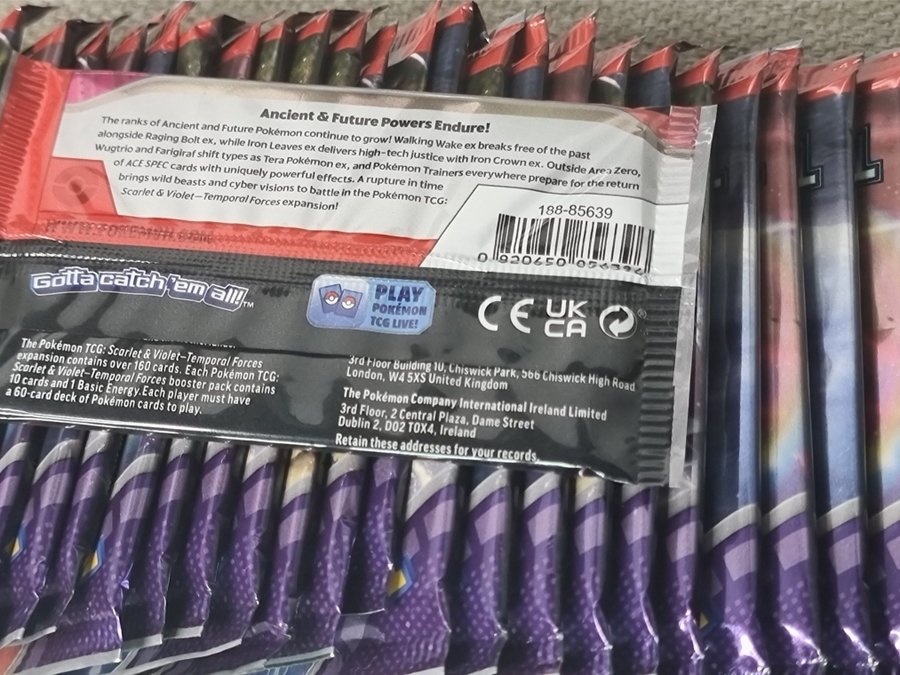 Ancient & Future Powers Endure!
The ranks of Ancient and Future Pokémon continue to grow! Walking Wake ex breaks free of the past
alongside Raging Bolt ex, while Iron Leaves ex delivers high-tech justice with Iron Crown ex. Outside Area Zero,
Wugtrio and Farigiraf shift types as Tera Pokémon ex, and Pokémon Trainers everywhere prepare for the return
of ACE SPEC cards with uniquely powerful effects. A rupture in time
brings wild beasts and cyber visions to battle in the Pokémon TCG:
Scarlet & Violet—Temporal Forces expansion!
188-85639
Gotta catch 'em all!™
PLAY
POKÉMON
TCG LIVE!
CE
UK
CA
The Pokémon TCG: Scarlet & Violet—Temporal Forces
expansion contains over 160 cards. Each Pokémon TCG:
Scarlet & Violet—Temporal Forces booster pack contains
10 cards and 1 Basic Energy. Each player must have
a 60-card deck of Pokémon cards to play.
3rd Floor Building 10, Chiswick Park, 566 Chiswick High Road
London, W4 5XS United Kingdom
The Pokémon Company International Ireland Limited
3rd Floor, 2 Central Plaza, Dame Street
Dublin 2, D02 T0X4, Ireland
Retain these addresses for your records.